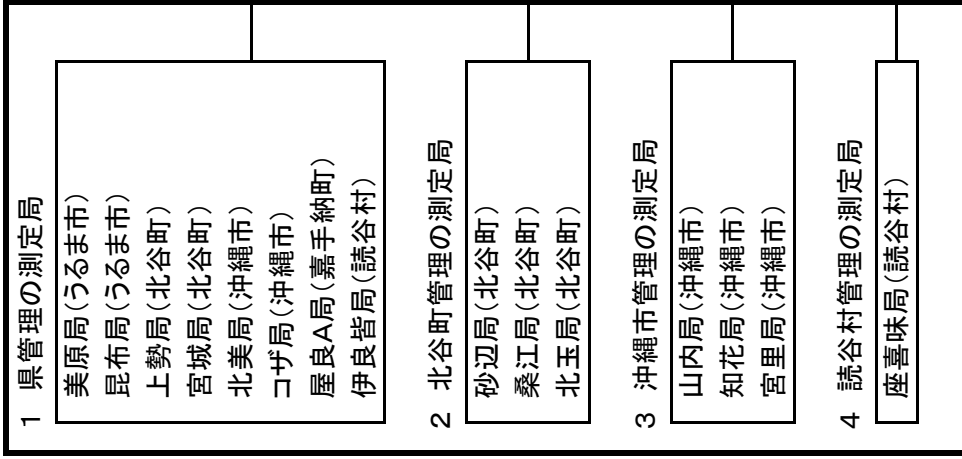 1 県管理の測定局
美原局(うるま市)
昆布局(うるま市)
上勢局(北谷町)
宮城局(北谷町)
北美局(沖縄市)
コザ局(沖縄市)
屋良A局(嘉手納町)
伊良皆局(読谷村)
2 北谷町管理の測定局
砂辺局(北谷町)
桑江局(北谷町)
北玉局(北谷町)
3 沖縄市管理の測定局
山内局(沖縄市)
知花局(沖縄市)
宮里局(沖縄市)
4 読谷村管理の測定局
座喜味局(読谷村)